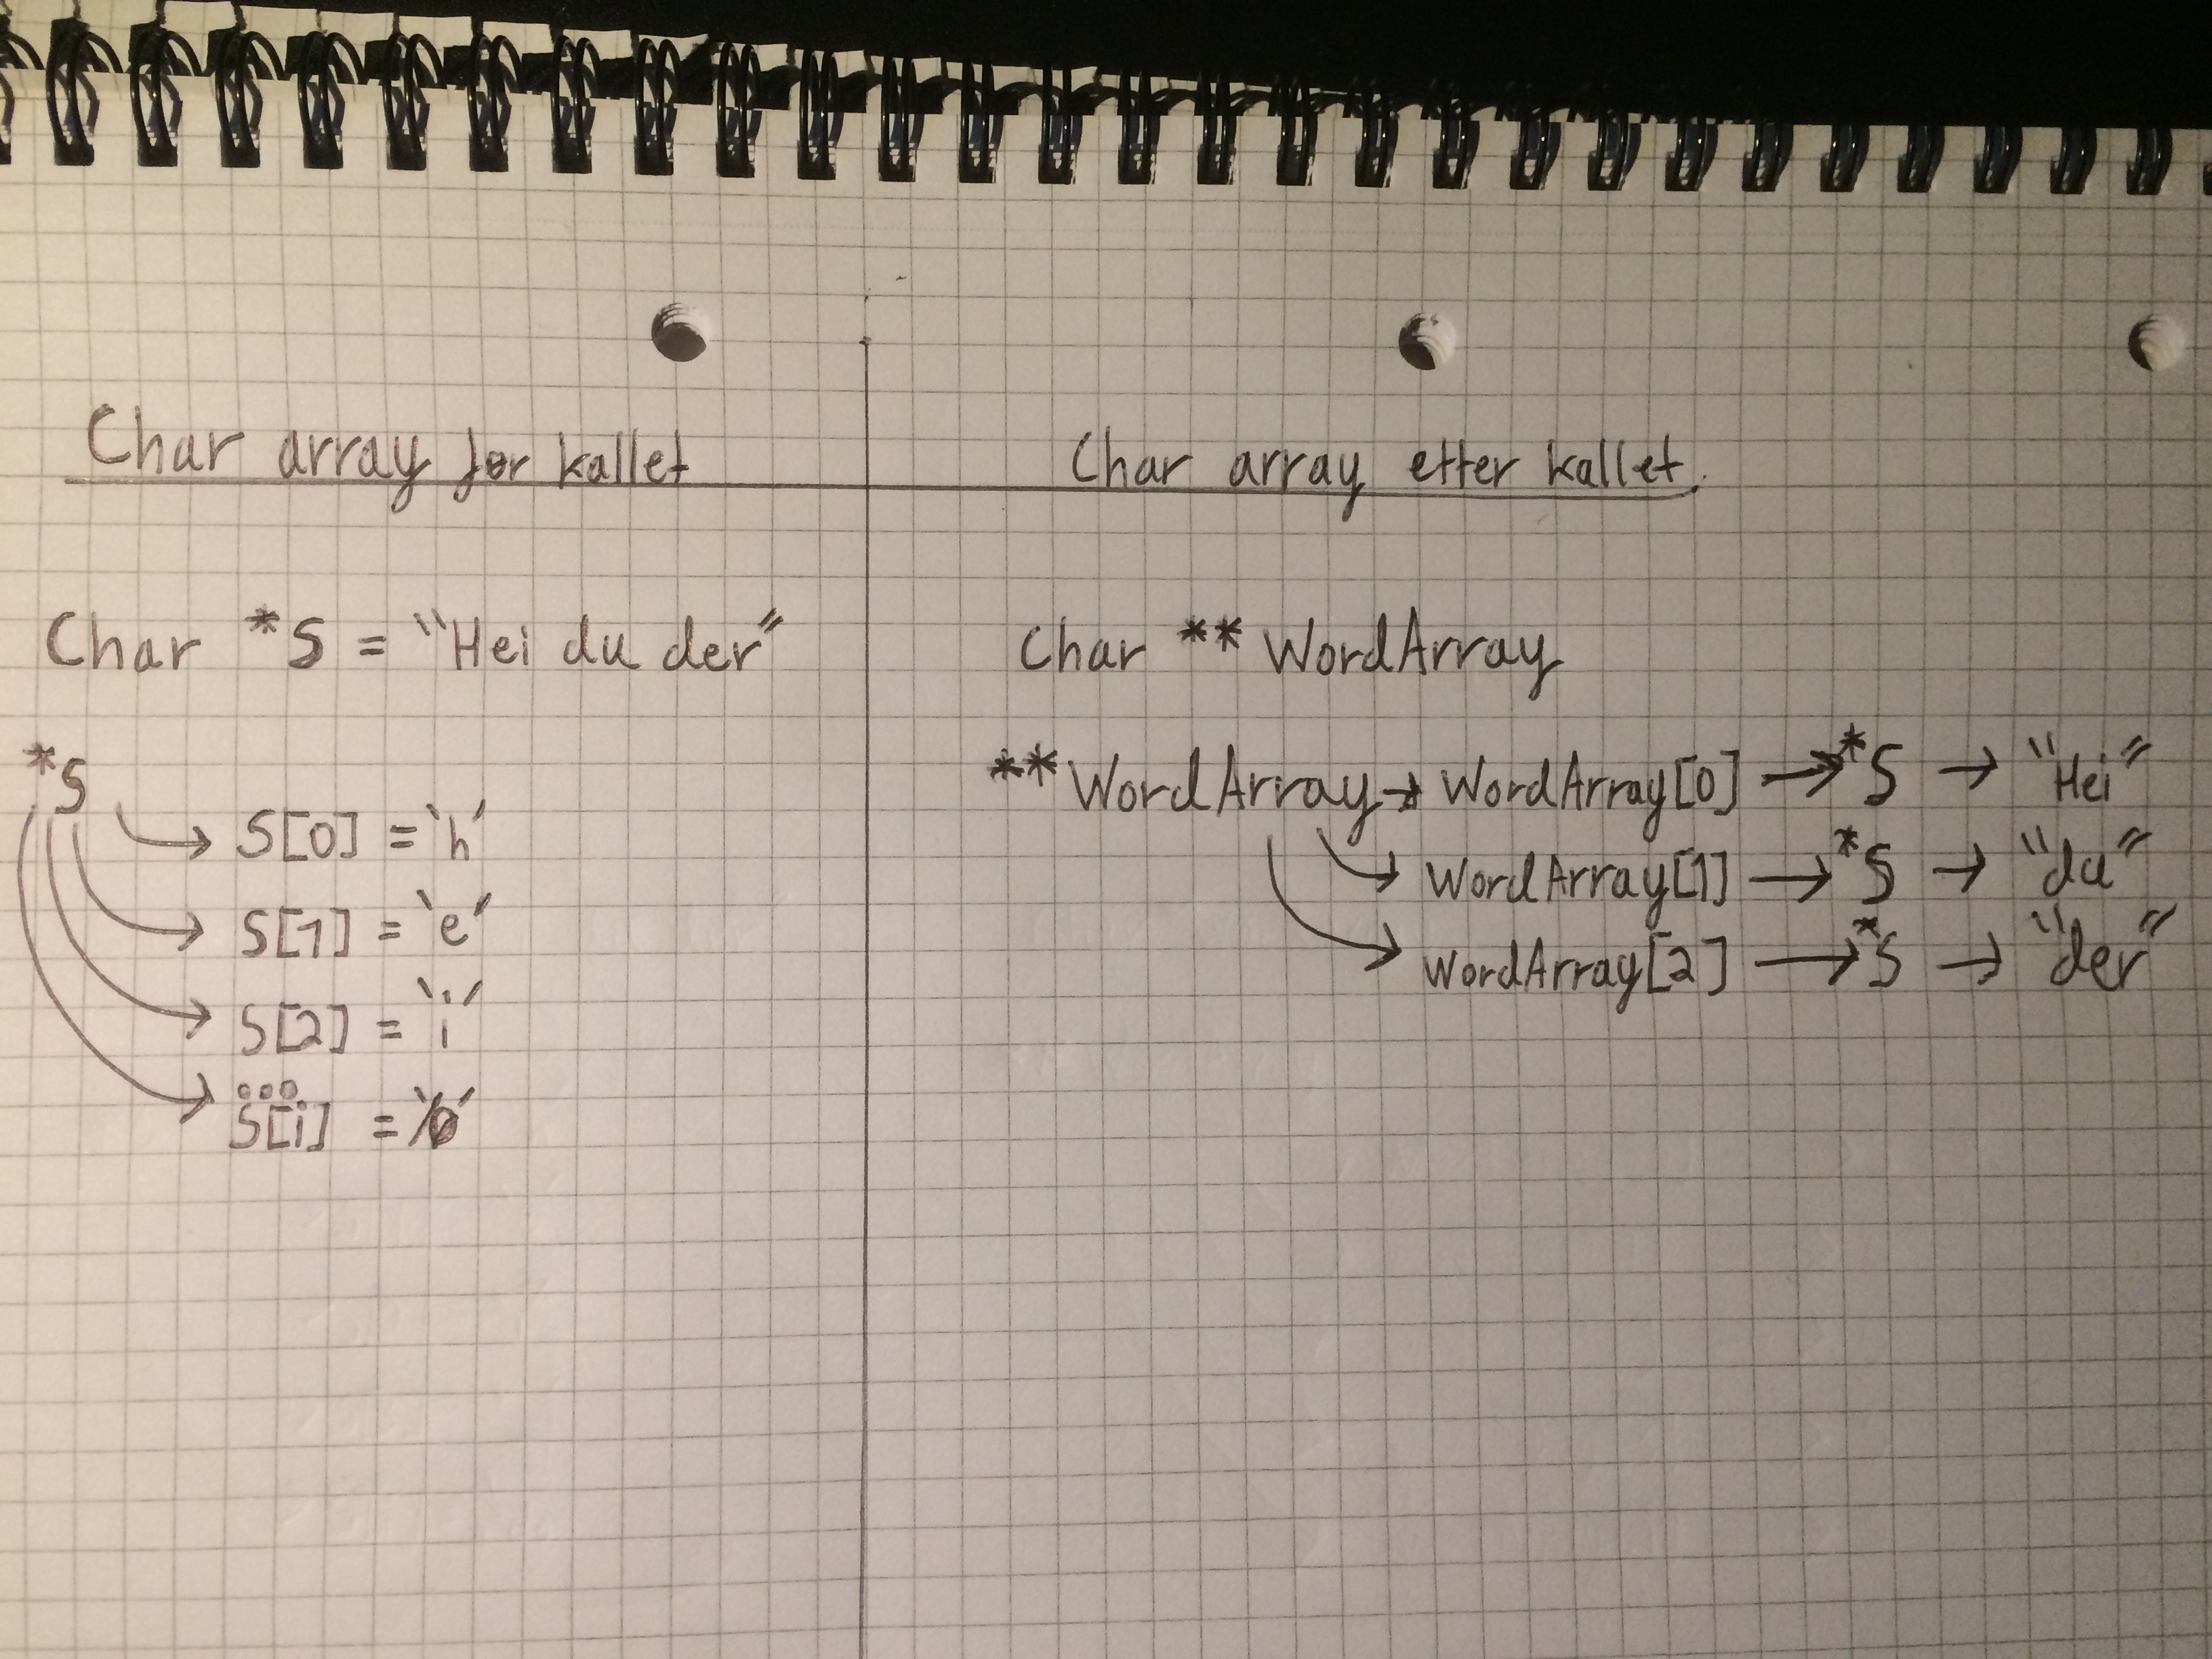 Char array før kallet
Char *S = "Hei du der"
*S
S[0] = 'h'
S[1] = 'e'
S[2] = 'i'
...
S[i] =
Char array etter kallet.
Char ** WordArray
**WordArray → WordArray[0] → *S → "Hei"
WordArray[1] → *S → "du"
WordArray[2] → *S → "der"